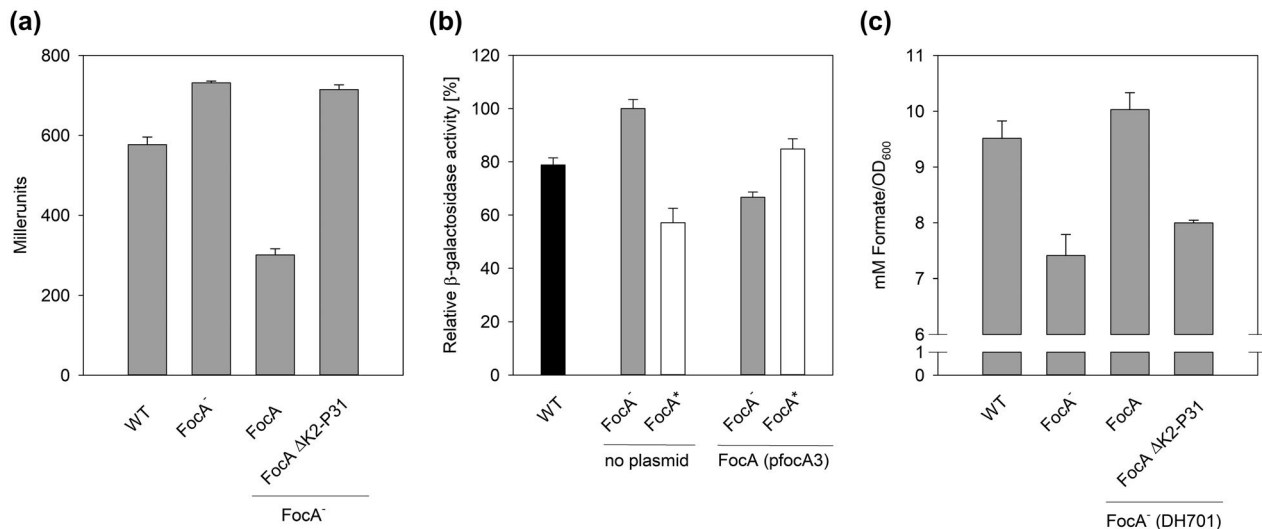 (a)
800
600
400
200
0
Millerunits
WT
FocA⁻
FocA
FocA ΔK2-P31
FocA⁻
(b)
120
100
80
60
40
20
0
Relative β-galactosidase activity [%]
WT
FocA⁻
FocA*
FocA⁻
FocA*
no plasmid
FocA (pfocA3)
(c)
11
10
9
8
7
6
1
0
mM Formate/OD₆₀₀
WT
FocA⁻
FocA
FocA ΔK2-P31
FocA⁻ (DH701)